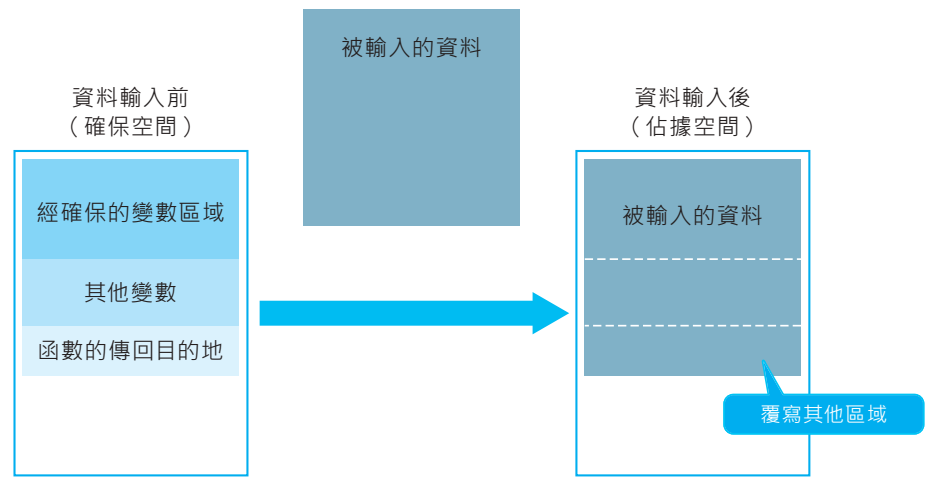 被輸入的資料
資料輸入前
（確保空間）
經確保的變數區域
其他變數
函數的傳回目的地
資料輸入後
（佔據空間）
被輸入的資料
覆寫其他區域